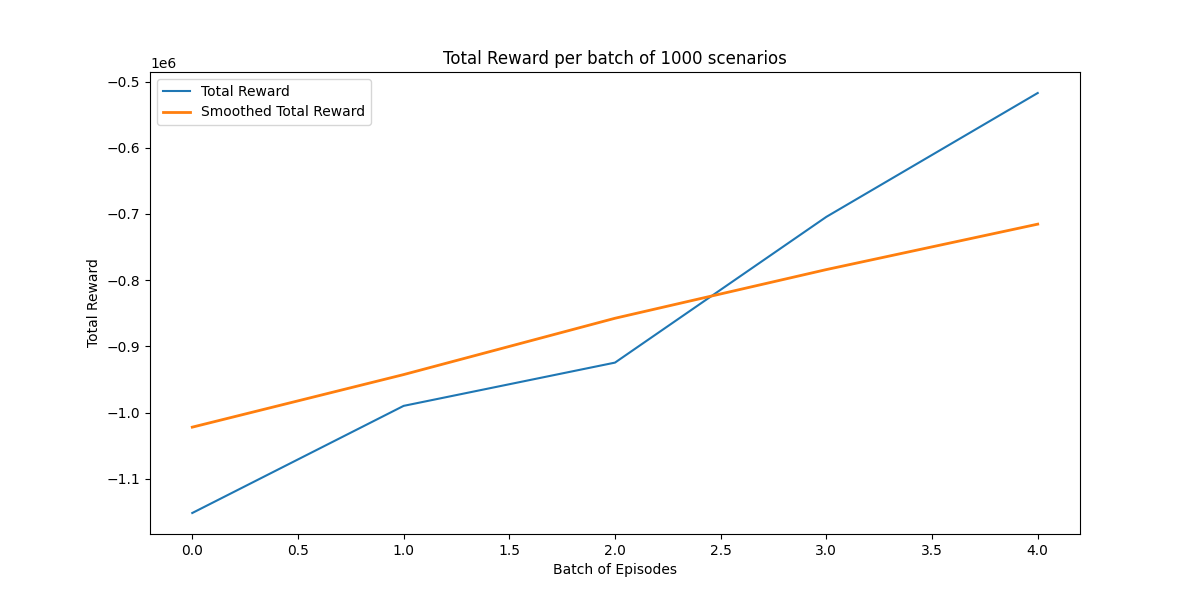 Total Reward per batch of 1000 scenarios
1e6
Total Reward
Smoothed Total Reward
−0.5
−0.6
−0.7
−0.8
−0.9
−1.0
−1.1
Total Reward
0.0 0.5 1.0 1.5 2.0 2.5 3.0 3.5 4.0
Batch of Episodes